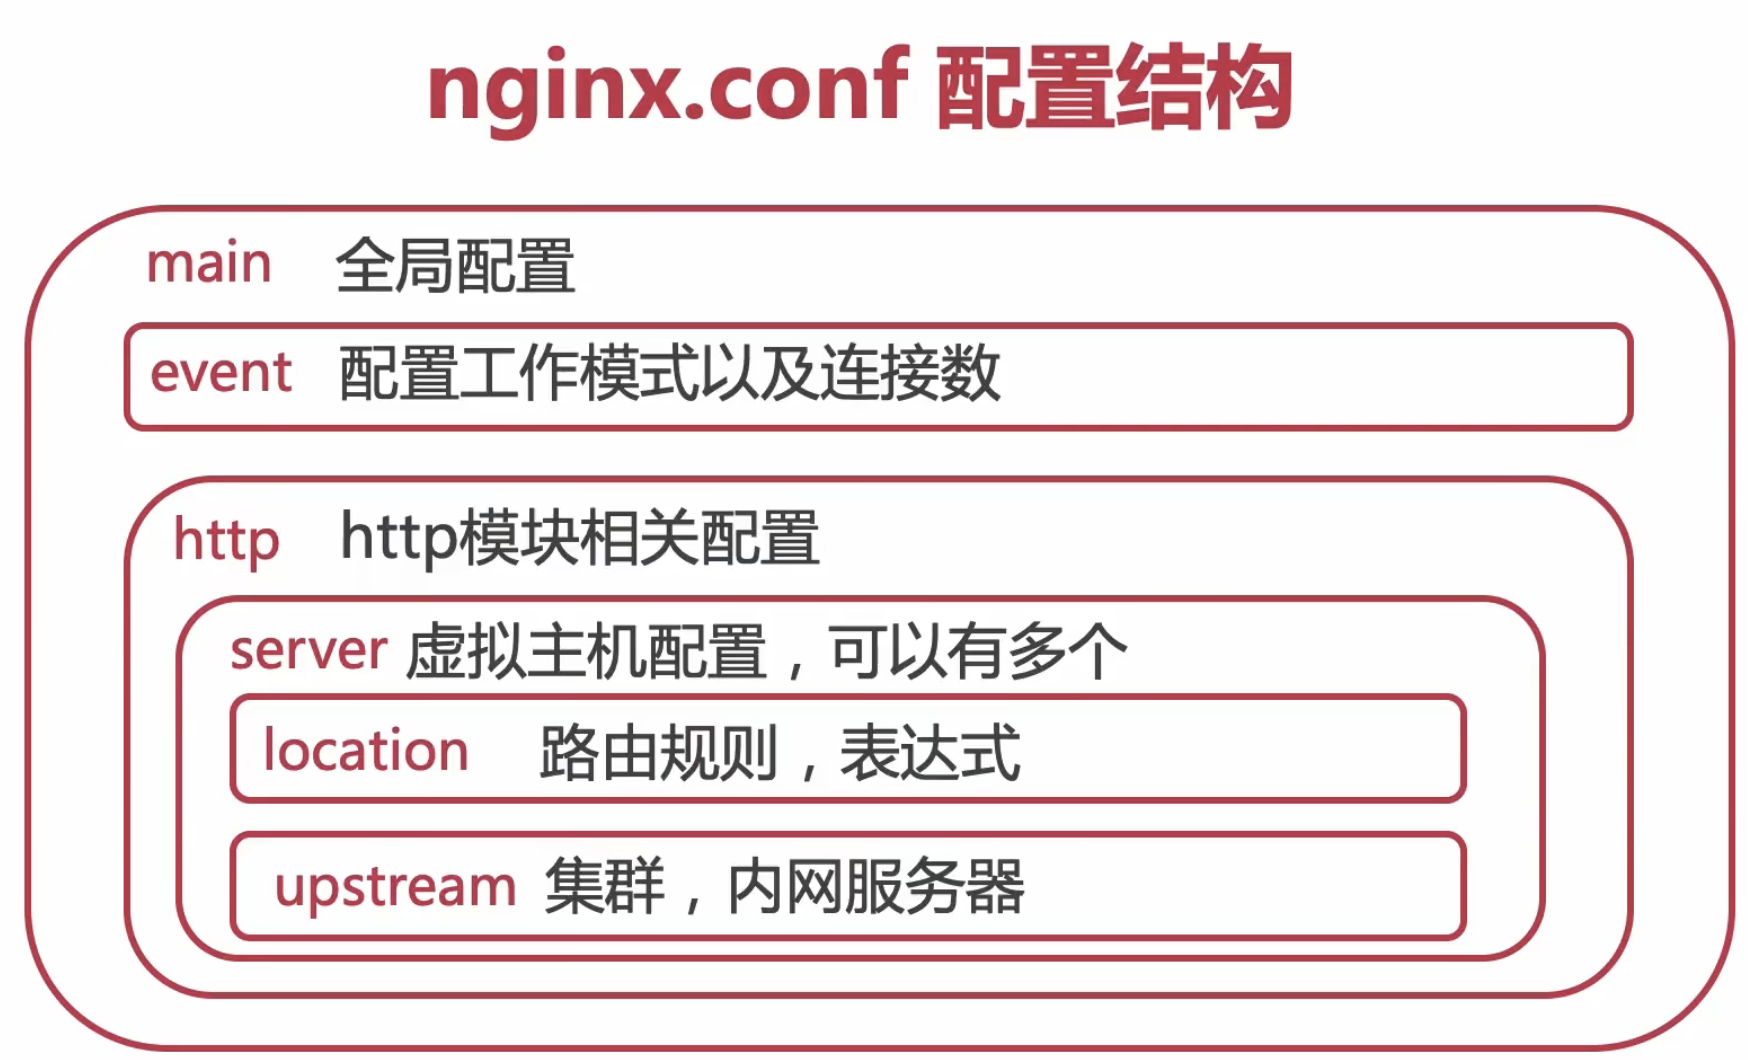 nginx.conf 配置结构
main 全局配置
event 配置工作模式以及连接数
http http模块相关配置
server 虚拟主机配置，可以有多个
location 路由规则，表达式
upstream 集群，内网服务器